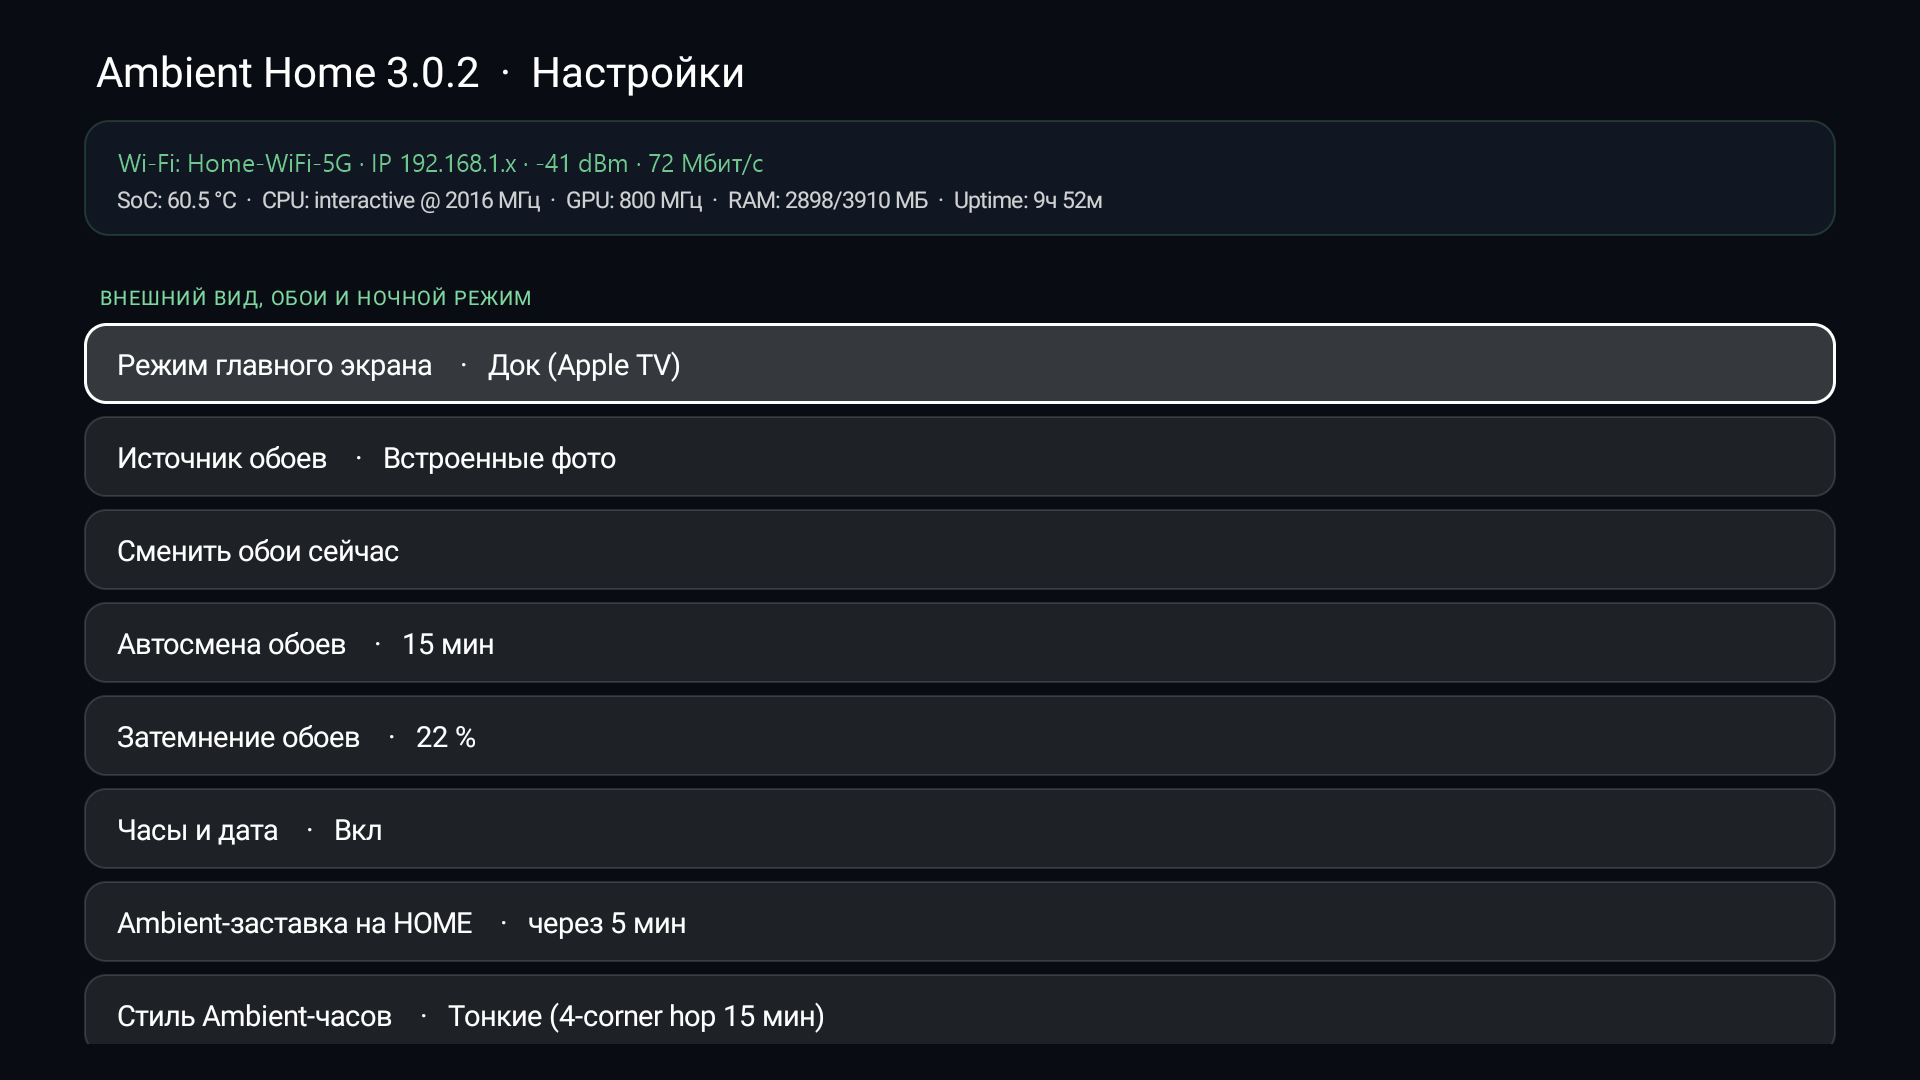 Ambient Home 3.0.2 · Настройки
Wi-Fi: Home-WiFi-5G · IP 192.168.1.x · -41 dBm · 72 Мбит/с
SoC: 60.5 °C · CPU: interactive @ 2016 МГц · GPU: 800 МГц · RAM: 2898/3910 МБ · Uptime: 9ч 52м
ВНЕШНИЙ ВИД, ОБОИ И НОЧНОЙ РЕЖИМ
Режим главного экрана · Док (Apple TV)
Источник обоев · Встроенные фото
Сменить обои сейчас
Автосмена обоев · 15 мин
Затемнение обоев · 22 %
Часы и дата · Вкл
Ambient-заставка на HOME · через 5 мин
Стиль Ambient-часов · Тонкие (4-corner hop 15 мин)